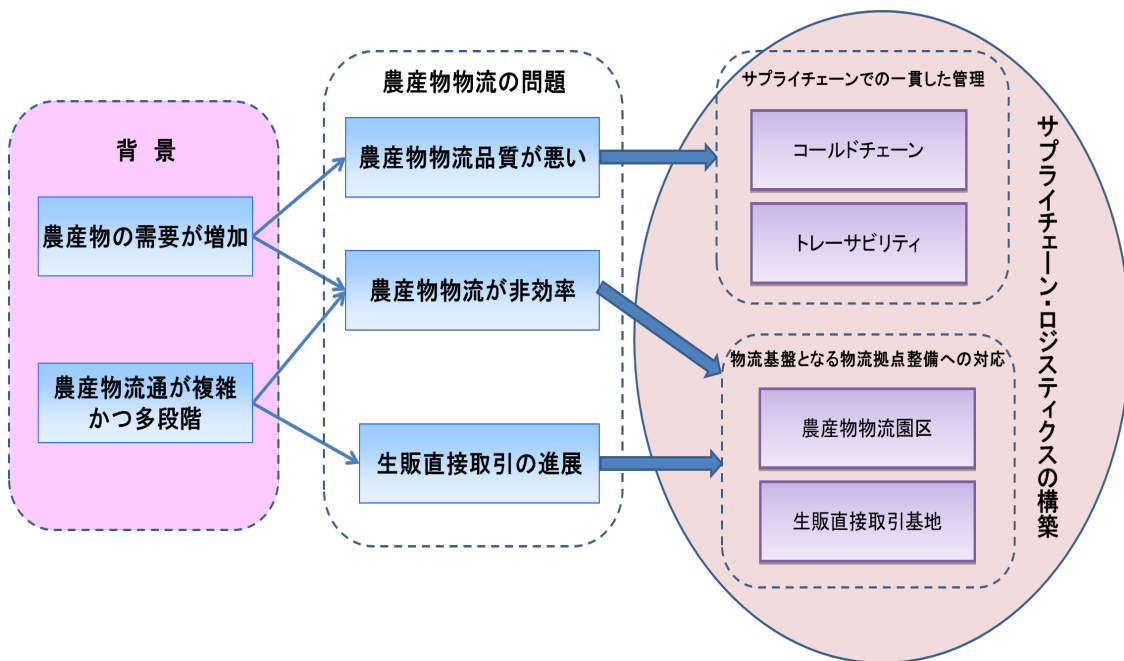 背 景
農産物の需要が増加
農産物流通が複雑
かつ多段階
農産物物流の問題
農産物物流品質が悪い
農産物物流が非効率
生販直接取引の進展
サプライチェーンでの一貫した管理
コールドチェーン
トレーサビリティ
物流基盤となる物流拠点整備への対応
農産物物流園区
生販直接取引基地
サプライチェーン・ロジスティクスの構築